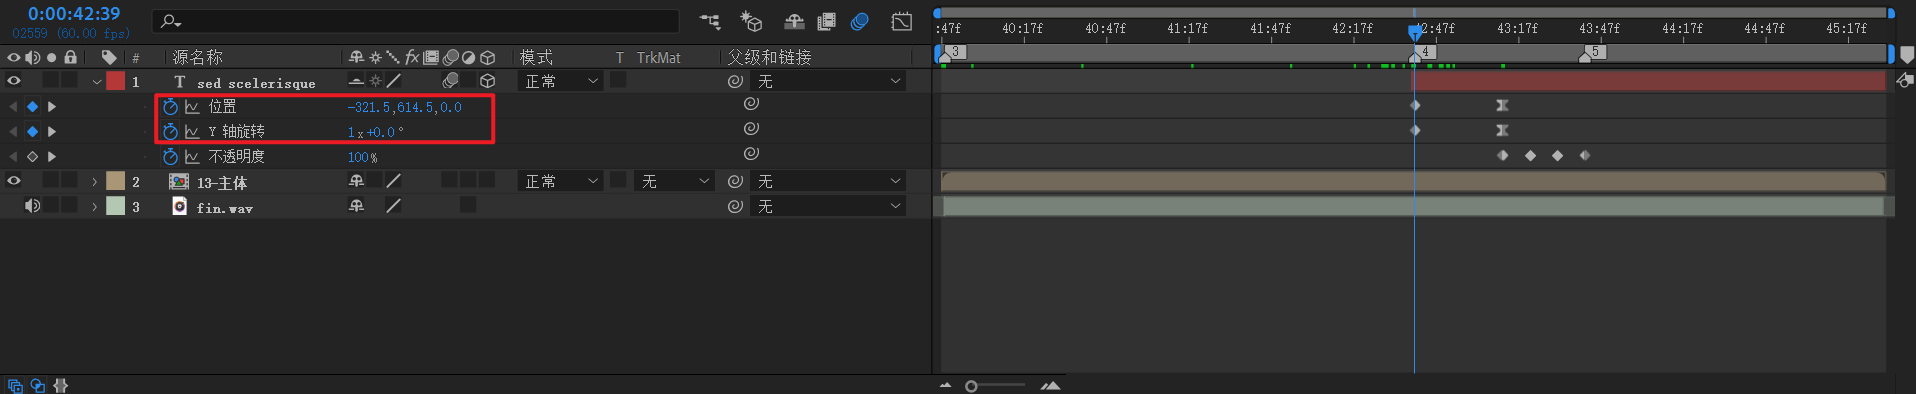 0:00:42:39
02559 (60.00 fps)
:47f 40:17f 40:47f 41:17f 41:47f 42:17f 42:47f 43:17f 43:47f 44:17f 44:47f 45:17f
3 4 5
# 源名称 fx 模式 T TrkMat 父级和链接
1 T sed scelerisque 正常 无
位置 -321.5,614.5,0.0
Y 轴旋转 1x+0.0°
不透明度 100%
2 13-主体 正常 无 无
3 fin.wav 无